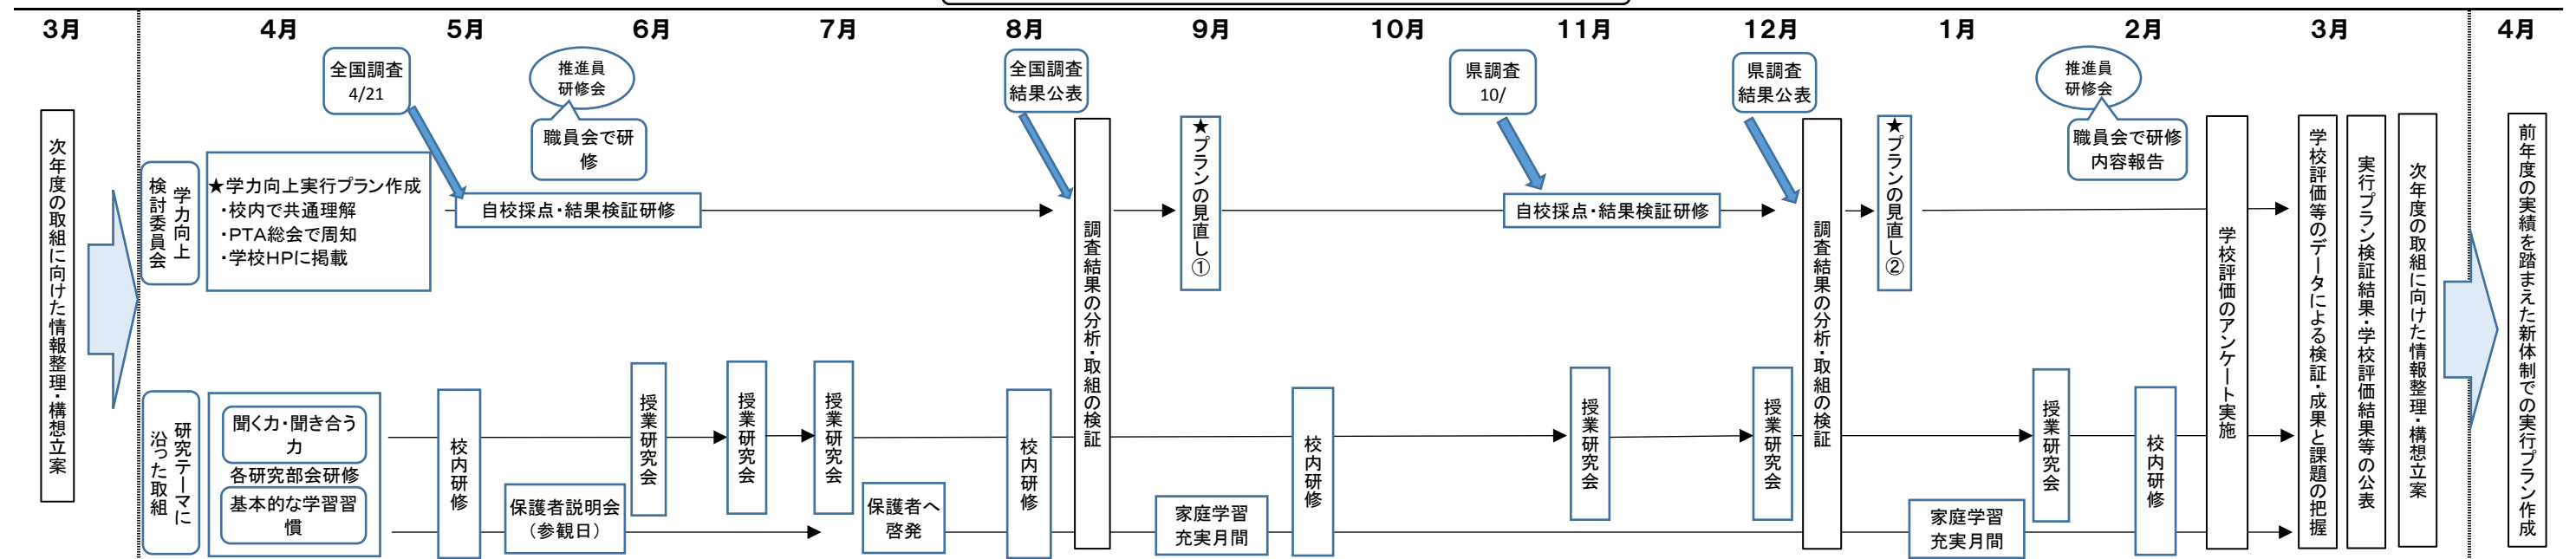 3月
4月
5月
6月
7月
8月
9月
10月
11月
12月
1月
2月
3月
4月
次年度の取組に向けた情報整理・構想立案
学力向上
検討委員会
★学力向上実行プラン作成
・校内で共通理解
・PTA総会で周知
・学校HPに掲載
全国調査
4/21
自校採点・結果検証研修
推進員
研修会
職員会で研
修
全国調査
結果公表
調査結果の分析・取組の検証
★プランの見直し①
県調査
10/
自校採点・結果検証研修
県調査
結果公表
調査結果の分析・取組の検証
★プランの見直し②
推進員
研修会
職員会で研修
内容報告
学校評価のアンケート実施
学校評価等のデータによる検証・成果と課題の把握
実行プラン検証結果・学校評価結果等の公表
次年度の取組に向けた情報整理・構想立案
前年度の実績を踏まえた新体制での実行プラン作成
研究テーマに
沿った取組
聞く力・聞き合う
力
各研究部会研修
基本的な学習習
慣
校内研修
保護者説明会
（参観日）
授業研究会
授業研究会
授業研究会
保護者へ
啓発
校内研修
家庭学習
充実月間
校内研修
授業研究会
授業研究会
家庭学習
充実月間
授業研究会
校内研修